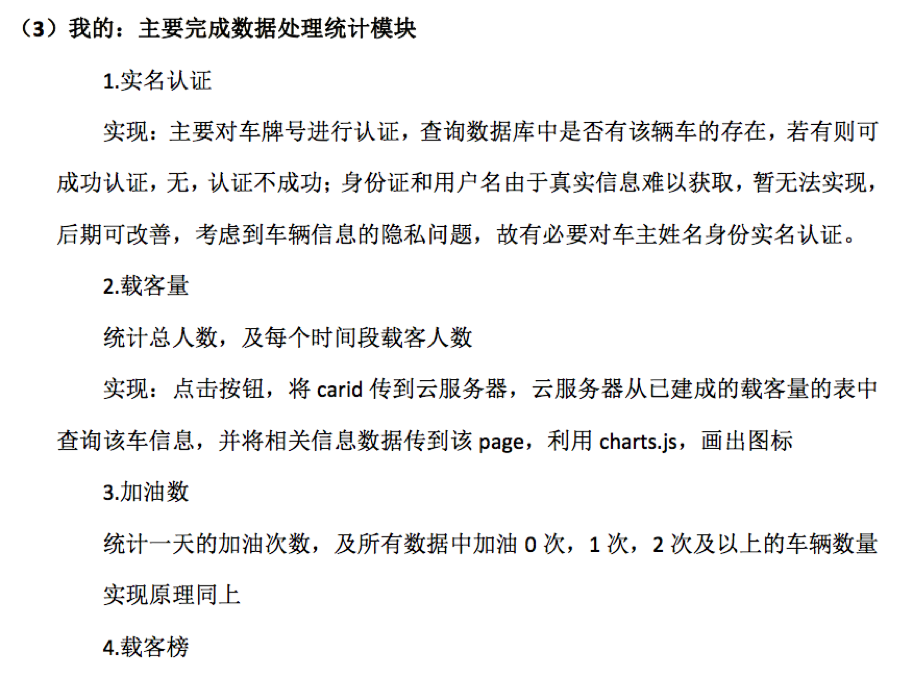 （3）我的：主要完成数据处理统计模块
1.实名认证
实现：主要对车牌号进行认证，查询数据库中是否有该辆车的存在，若有则可
成功认证，无，认证不成功；身份证和用户名由于真实信息难以获取，暂无法实现，
后期可改善，考虑到车辆信息的隐私问题，故有必要对车主姓名身份实名认证。
2.载客量
统计总人数，及每个时间段载客人数
实现：点击按钮，将 carid 传到云服务器，云服务器从已建成的载客量的表中
查询该车信息，并将相关信息数据传到该 page，利用 charts.js，画出图标
3.加油数
统计一天的加油次数，及所有数据中加油 0 次，1 次，2 次及以上的车辆数量
实现原理同上
4.载客榜